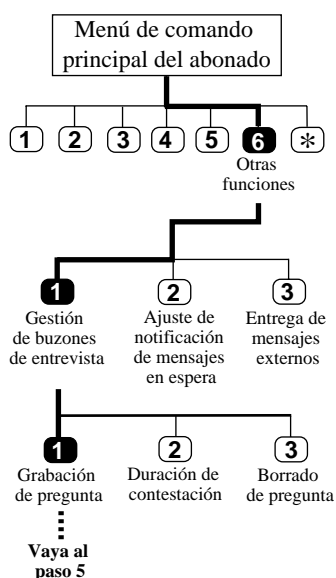 Menú de comando
principal del abonado
1 2 3 4 5 6 *
Otras
funciones
1
Gestión
de buzones
de entrevista
2
Ajuste de
notificación
de mensajes
en espera
3
Entrega de
mensajes
externos
1
Grabación
de pregunta
2
Duración de
contestación
3
Borrado
de pregunta
Vaya al
paso 5